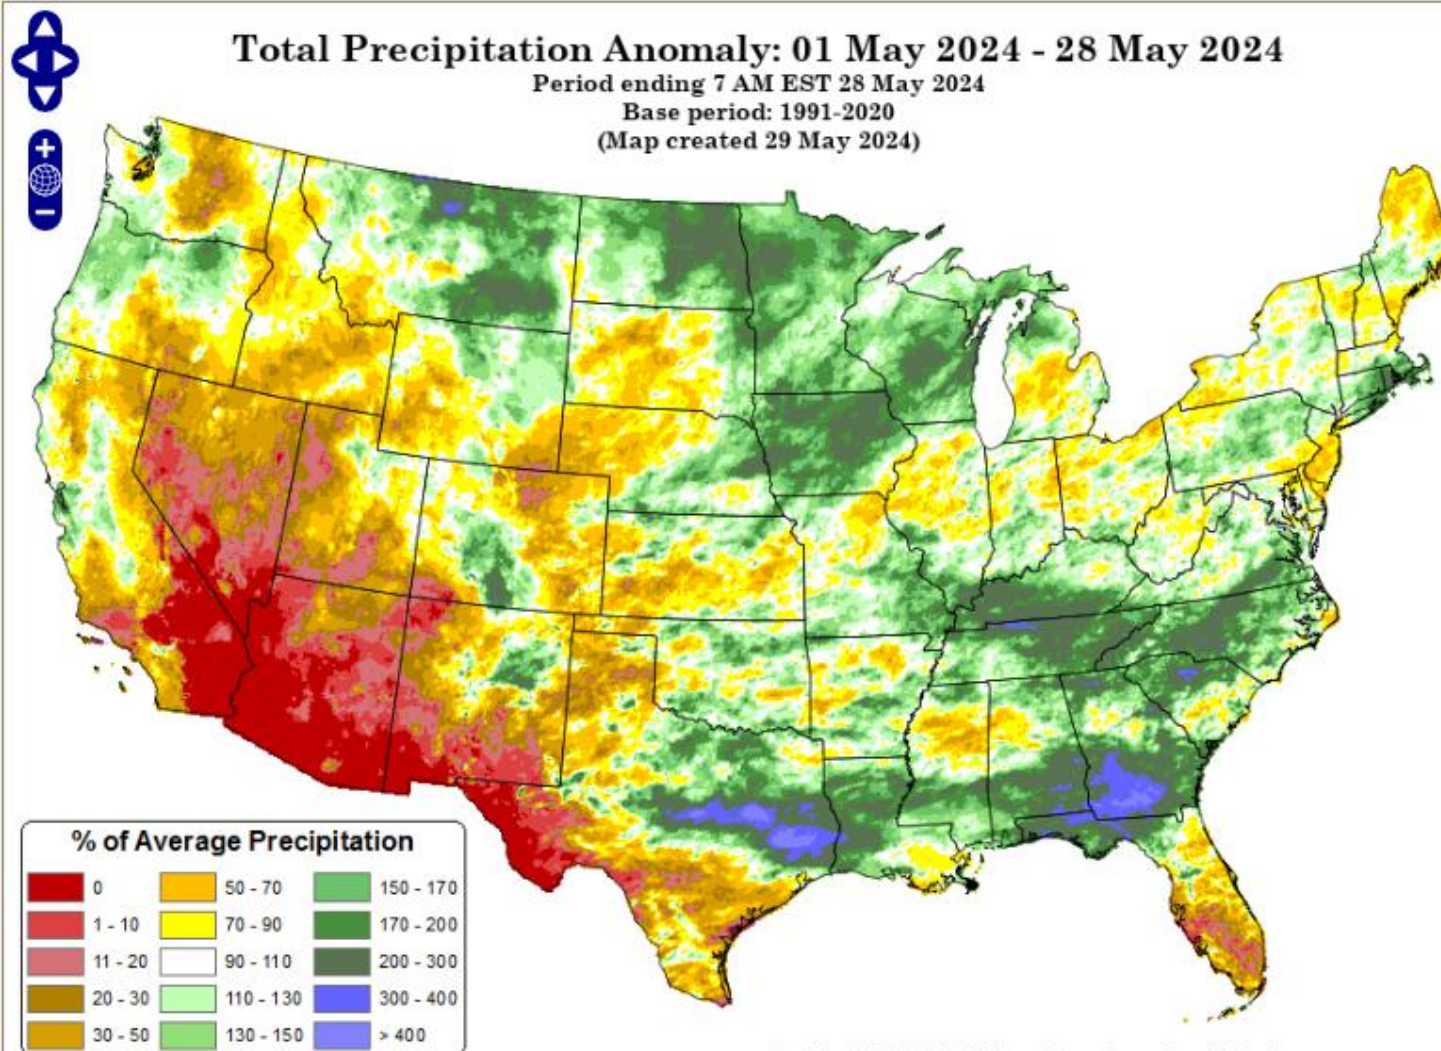 Total Precipitation Anomaly: 01 May 2024 - 28 May 2024
Period ending 7 AM EST 28 May 2024
Base period: 1991-2020
(Map created 29 May 2024)
% of Average Precipitation
0
50 - 70
150 - 170
1 - 10
70 - 90
170 - 200
11 - 20
90 - 110
200 - 300
20 - 30
110 - 130
300 - 400
30 - 50
130 - 150
> 400